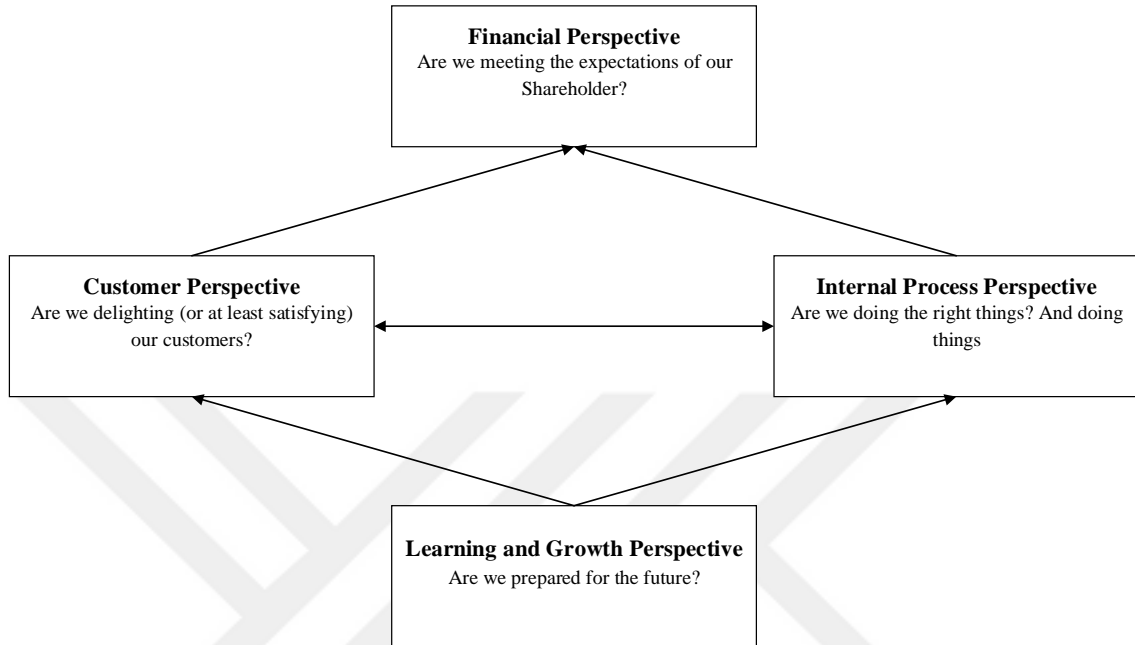 Financial Perspective
Are we meeting the expectations of our
Shareholder?
Customer Perspective
Are we delighting (or at least satisfying)
our customers?
Internal Process Perspective
Are we doing the right things? And doing
things
Learning and Growth Perspective
Are we prepared for the future?